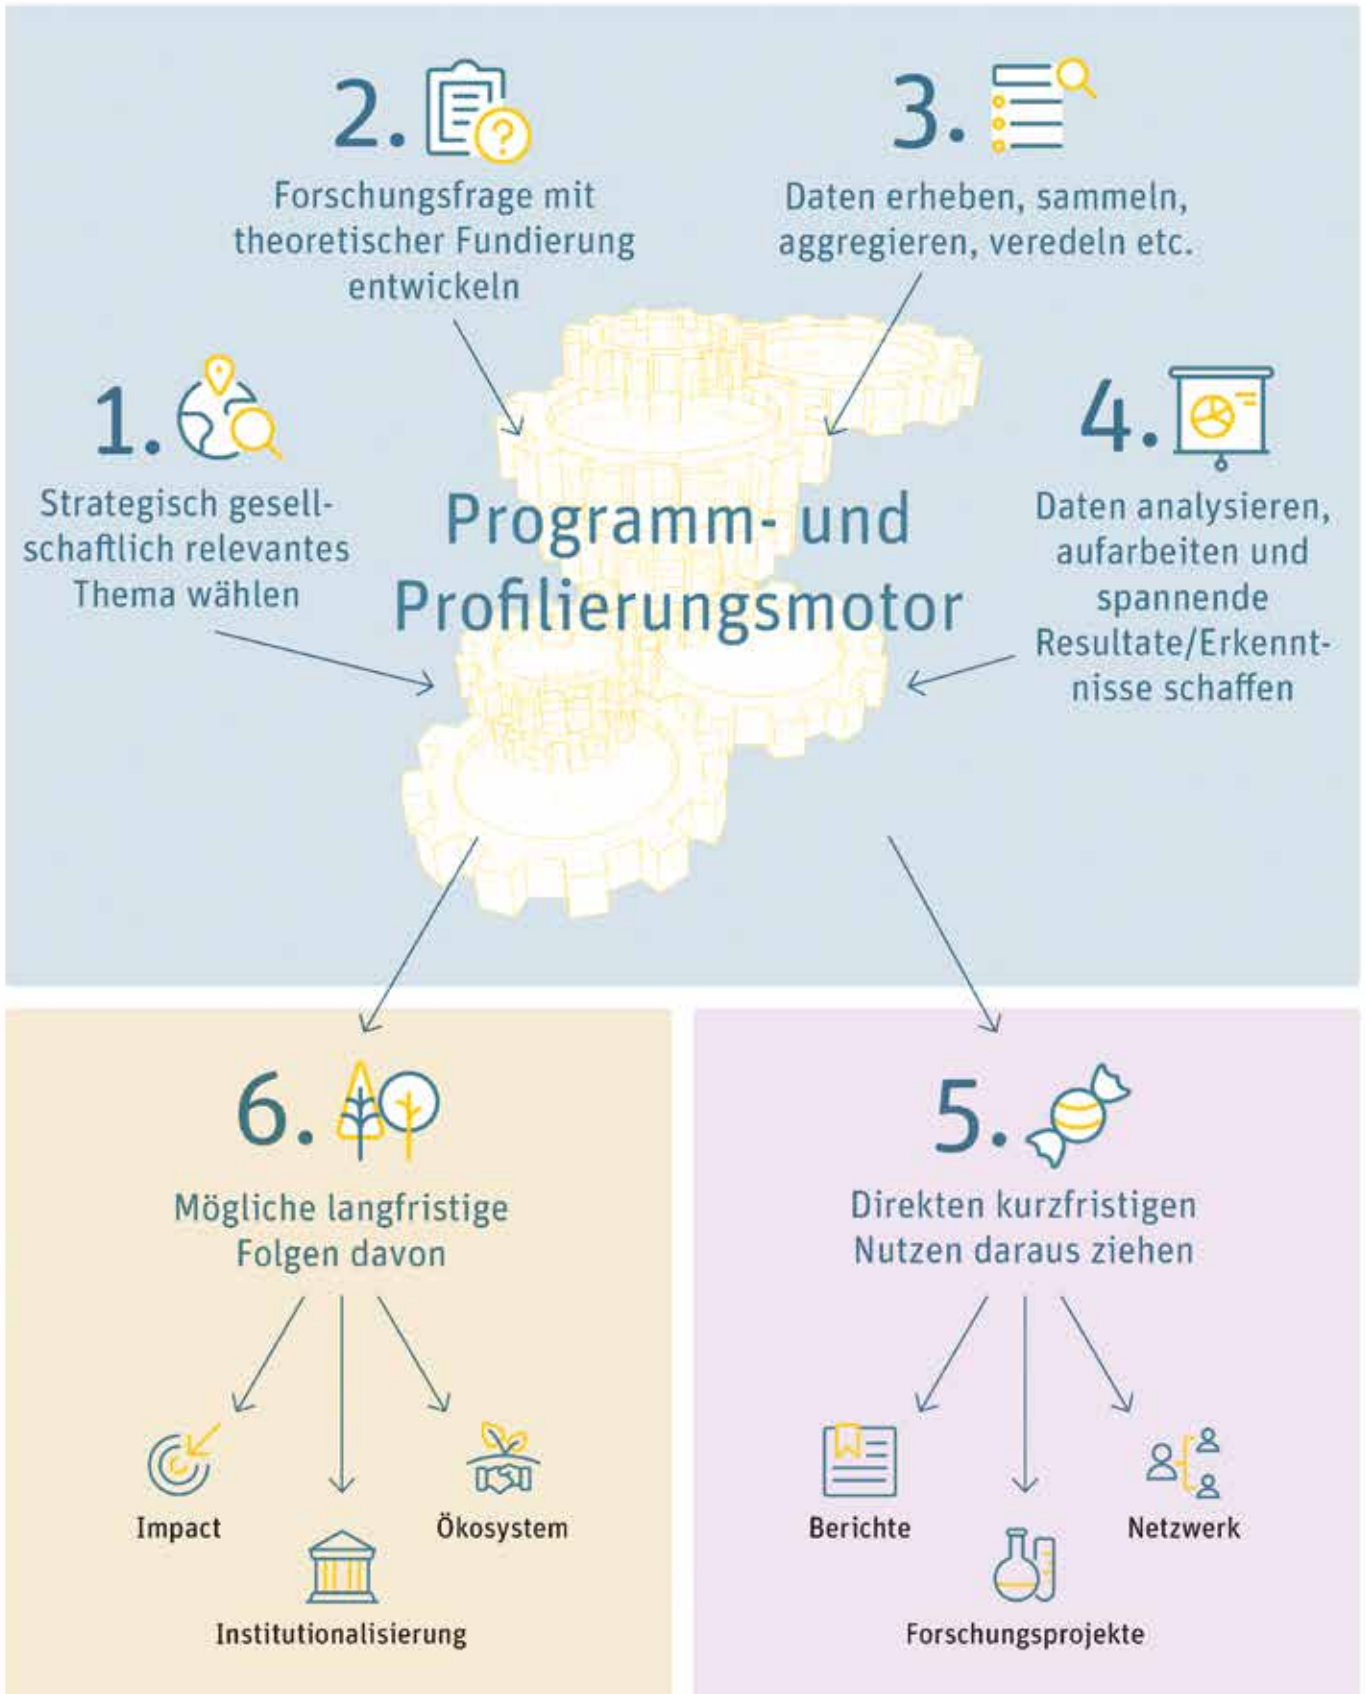 1.
Strategisch gesell-
schaftlich relevantes
Thema wählen
2.
Forschungsfrage mit
theoretischer Fundierung
entwickeln
3.
Daten erheben, sammeln,
aggregieren, veredeln etc.
4.
Daten analysieren,
aufarbeiten und
spannende
Resultate/Erkennt-
nisse schaffen
Programm- und
Profilierungsmotor
5.
Direkten kurzfristigen
Nutzen daraus ziehen
Berichte
Forschungsprojekte
Netzwerk
6.
Mögliche langfristige
Folgen davon
Impact
Institutionalisierung
Ökosystem